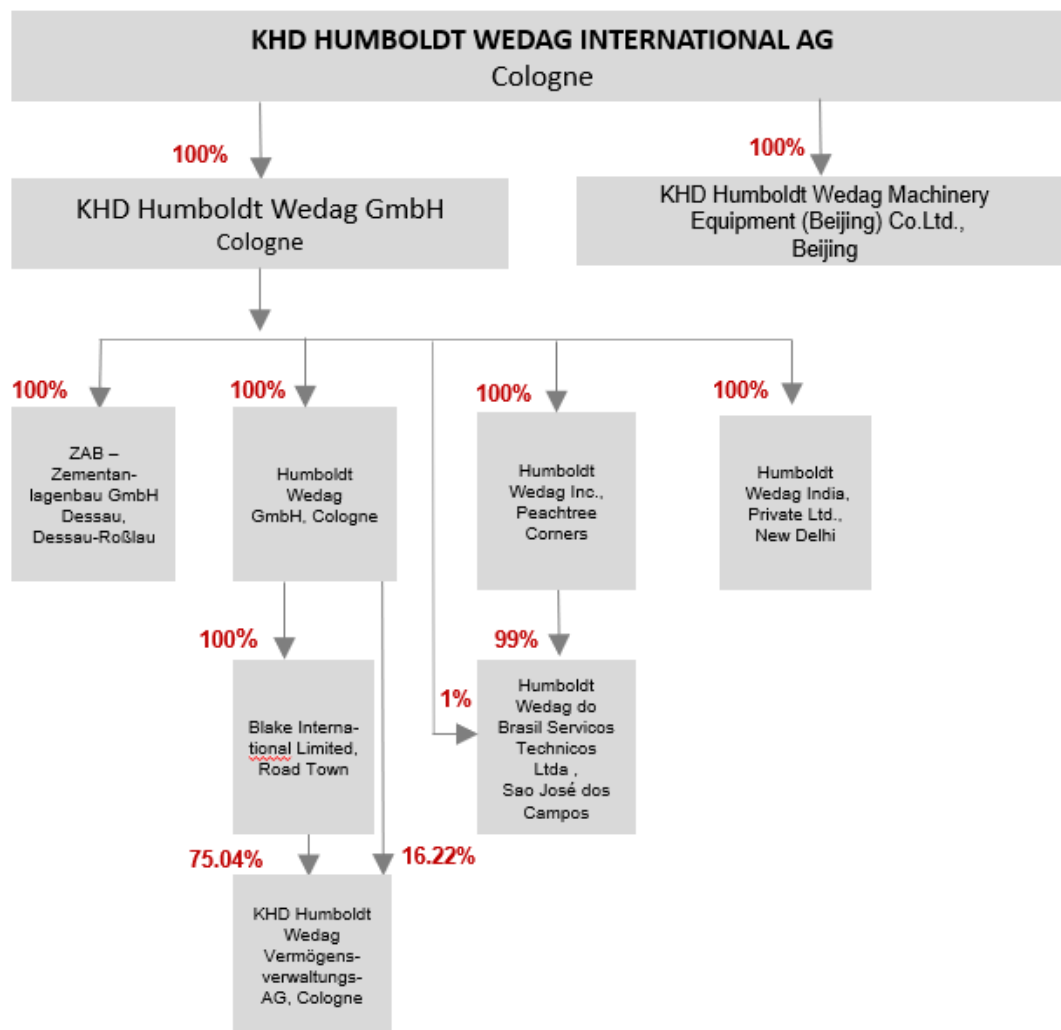 KHD HUMBOLDT WEDAG INTERNATIONAL AG
Cologne
100%
100%
KHD Humboldt Wedag GmbH
Cologne
KHD Humboldt Wedag Machinery
Equipment (Beijing) Co.Ltd.,
Beijing
100%
100%
100%
100%
ZAB –
Zementan-
lagenbau GmbH
Dessau,
Dessau-Roßlau
Humboldt
Wedag
GmbH, Cologne
Humboldt
Wedag Inc.,
Peachtree
Corners
Humboldt
Wedag India,
Private Ltd.,
New Delhi
100%
99%
1%
Blake Interna-
tional Limited,
Road Town
Humboldt
Wedag do
Brasil Servicos
Technicos
Ltda ,
Sao José dos
Campos
75.04%
16.22%
KHD Humboldt
Wedag
Vermögens-
verwaltungs-
AG, Cologne